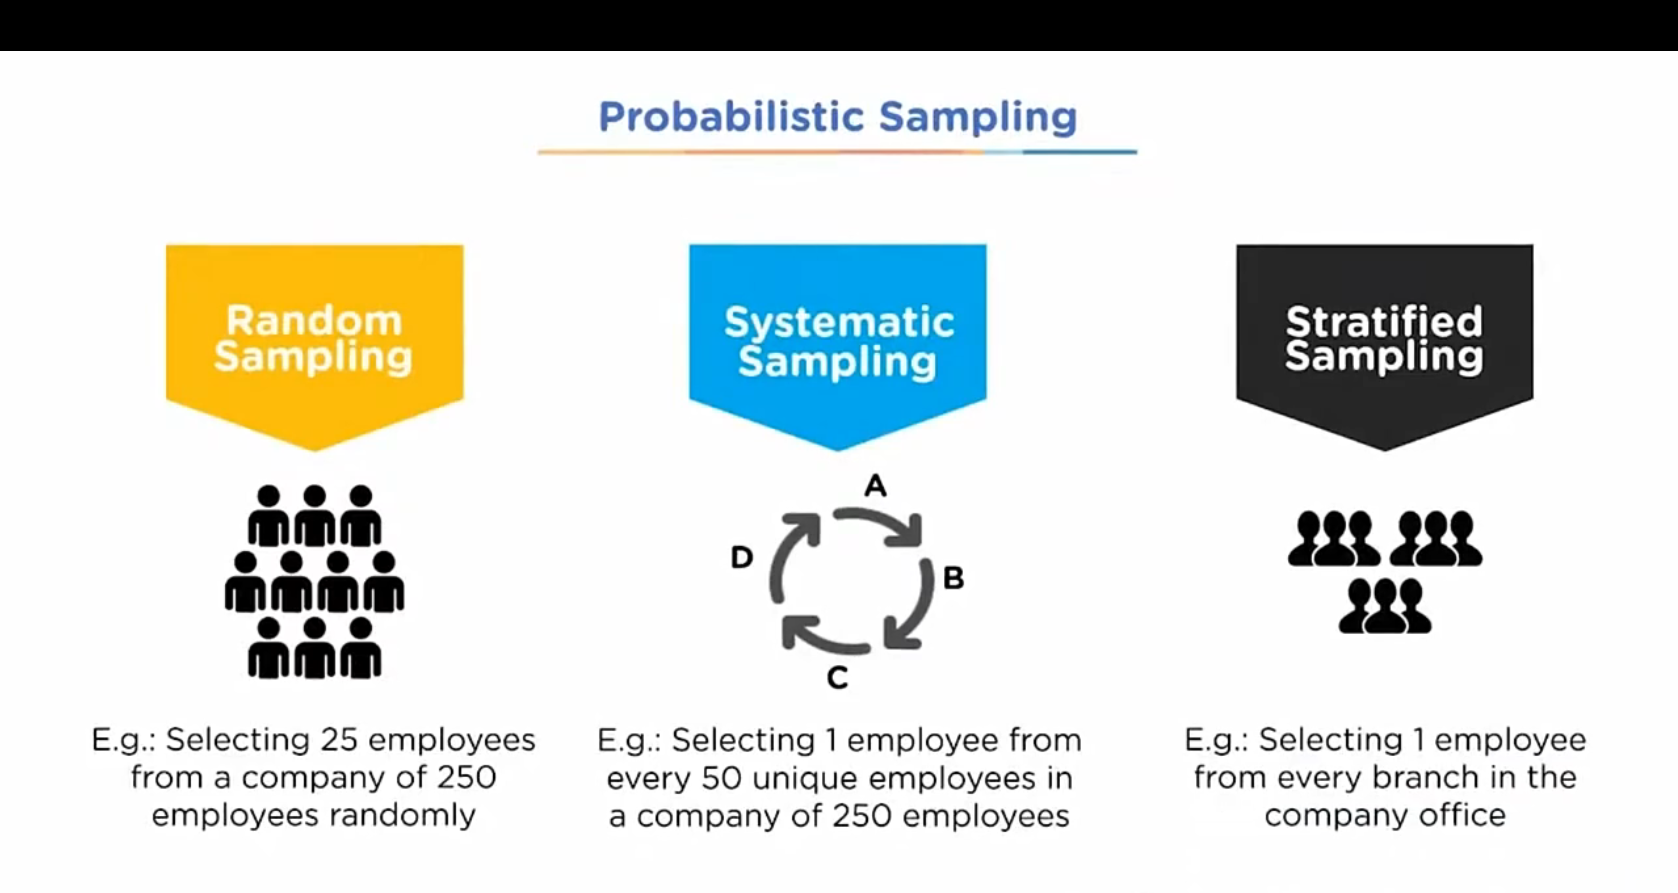 Probabilistic Sampling
Random
Sampling
E.g.: Selecting 25 employees
from a company of 250
employees randomly
Systematic
Sampling
A
B
C
D
E.g.: Selecting 1 employee from
every 50 unique employees in
a company of 250 employees
Stratified
Sampling
E.g.: Selecting 1 employee
from every branch in the
company office